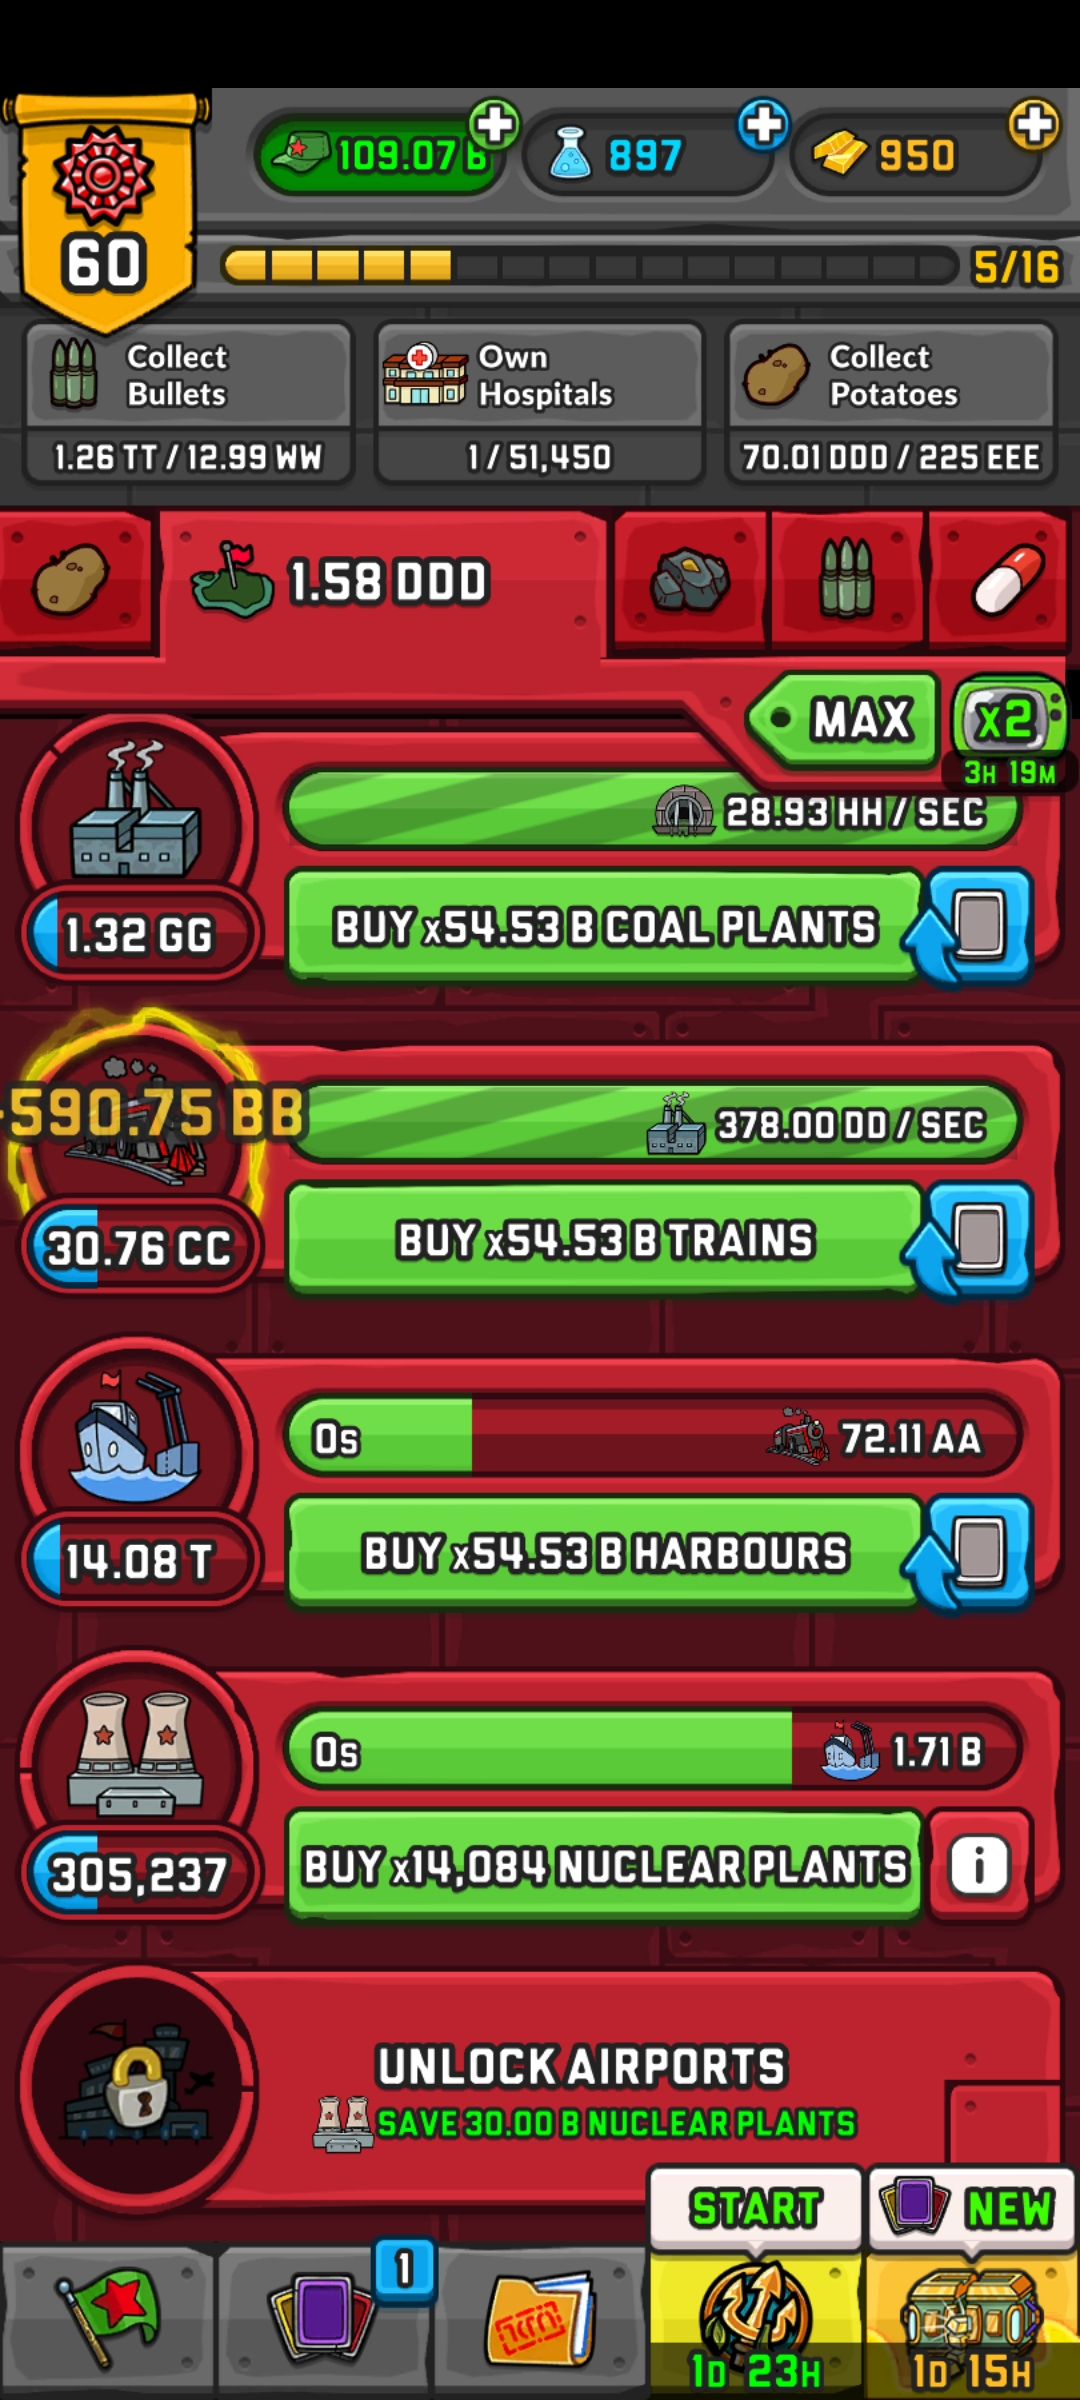 109.07 B
897
950
60
5/16
Collect
Bullets
1.26 TT / 12.99 WW
Own
Hospitals
1 / 51,450
Collect
Potatoes
70.01 DDD / 225 EEE
1.58 DDD
MAX
x2
3H 19M
28.93 HH / SEC
1.32 GG
BUY x54.53 B COAL PLANTS
590.75 BB
378.00 DD / SEC
30.76 CC
BUY x54.53 B TRAINS
0s
72.11 AA
14.08 T
BUY x54.53 B HARBOURS
0s
1.71 B
305,237
BUY x14,084 NUCLEAR PLANTS
i
UNLOCK AIRPORTS
SAVE 30.00 B NUCLEAR PLANTS
START
NEW
1
1D 23H
1D 15H